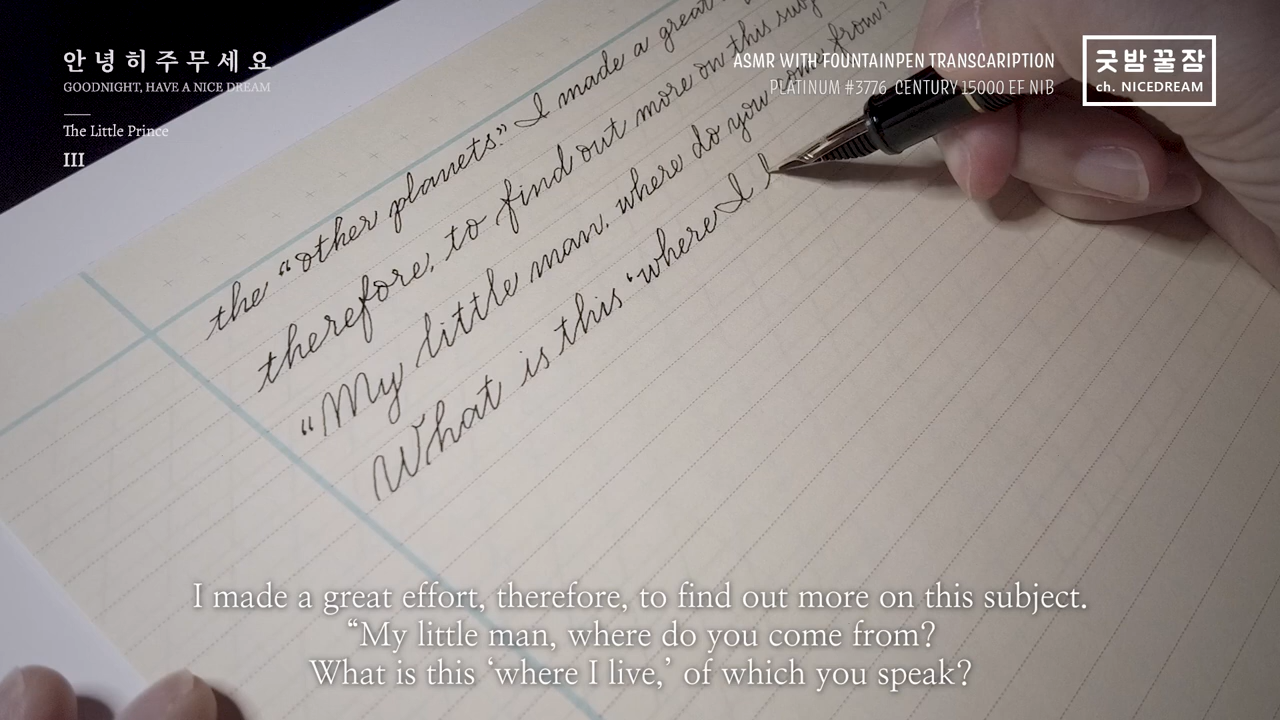 안녕히주무세요
GOODNIGHT, HAVE A NICE DREAM
The Little Prince
III
ASMR WITH FOUNTAINPEN TRANSCARIPTION
PLATINUM #3776 CENTURY 15000 EF NIB
굿밤꿀잠
ch. NICEDREAM
the “other planets.” I made a great
therefore, to find out more on this subj
“My little man, where do you come from?
What is this ‘where I l
I made a great effort, therefore, to find out more on this subject.
“My little man, where do you come from?
What is this ‘where I live,’ of which you speak?